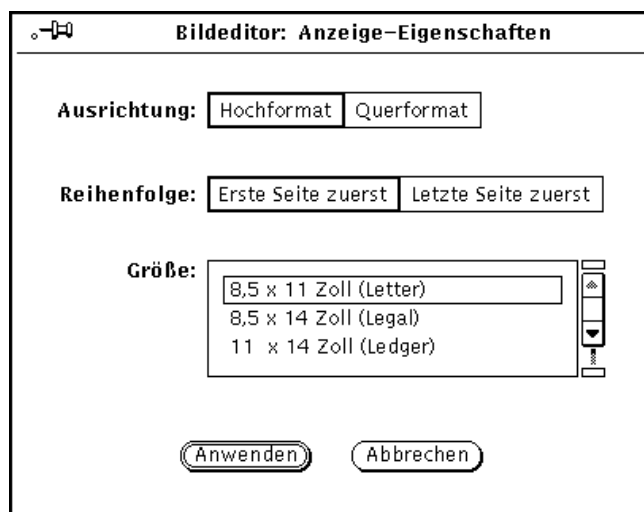 Bildeditor: Anzeige-Eigenschaften
Ausrichtung: Hochformat Querformat
Reihenfolge: Erste Seite zuerst Letzte Seite zuerst
Größe:
8,5 x 11 Zoll (Letter)
8,5 x 14 Zoll (Legal)
11 x 14 Zoll (Ledger)
Anwenden Abbrechen